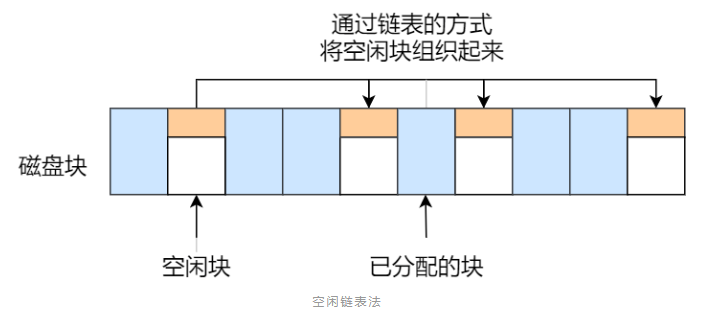 通过链表的方式
将空闲块组织起来
磁盘块
空闲块
已分配的块
空闲链表法